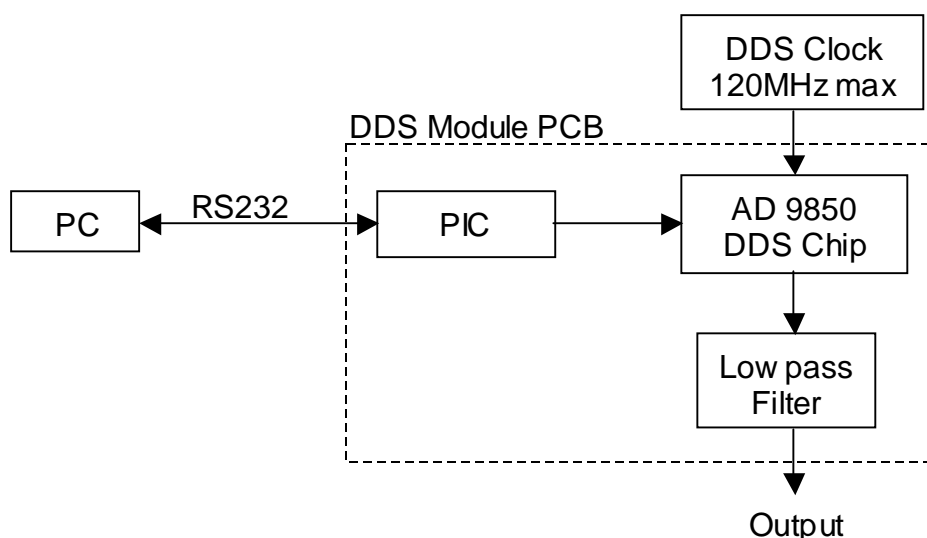 DDS Clock
120MHz max
DDS Module PCB
PC
RS232
PIC
AD 9850
DDS Chip
Low pass
Filter
Output